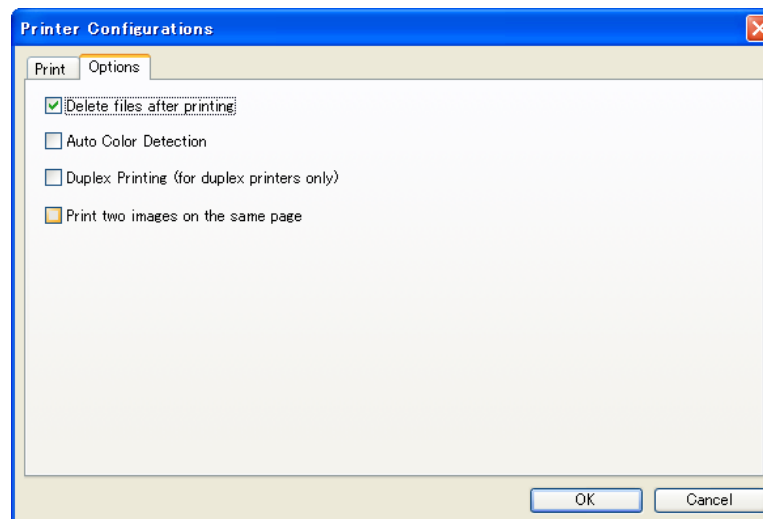 Printer Configurations
Print
Options
Delete files after printing
Auto Color Detection
Duplex Printing (for duplex printers only)
Print two images on the same page
OK
Cancel